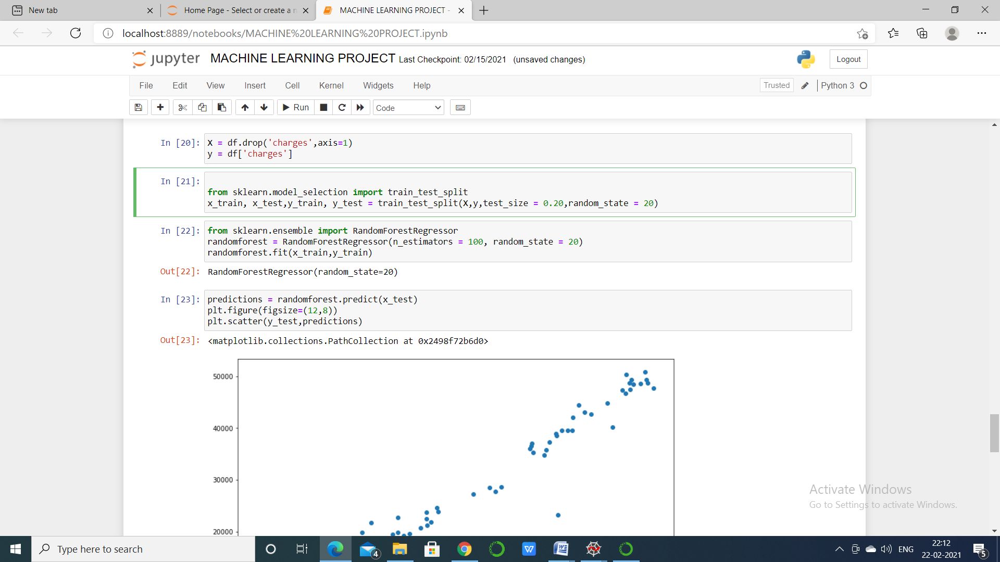 New tab
Home Page - Select or create a n
MACHINE LEARNING PROJECT -
localhost:8889/notebooks/MACHINE%20LEARNING%20PROJECT.ipynb
jupyter MACHINE LEARNING PROJECT Last Checkpoint: 02/15/2021 (unsaved changes)
Logout
File Edit View Insert Cell Kernel Widgets Help
Trusted Python 3
Run Code
In [20]: X = df.drop('charges',axis=1)
y = df['charges']
In [21]:
from sklearn.model_selection import train_test_split
x_train, x_test,y_train, y_test = train_test_split(X,y,test_size = 0.20,random_state = 20)
In [22]: from sklearn.ensemble import RandomForestRegressor
randomforest = RandomForestRegressor(n_estimators = 100, random_state = 20)
randomforest.fit(x_train,y_train)
Out[22]: RandomForestRegressor(random_state=20)
In [23]: predictions = randomforest.predict(x_test)
plt.figure(figsize=(12,8))
plt.scatter(y_test,predictions)
Out[23]: <matplotlib.collections.PathCollection at 0x2498f72b6d0>
50000
40000
30000
20000
Activate Windows
Go to Settings to activate Windows.
Type here to search
4
W
W
ENG
22:12
22-02-2021
5